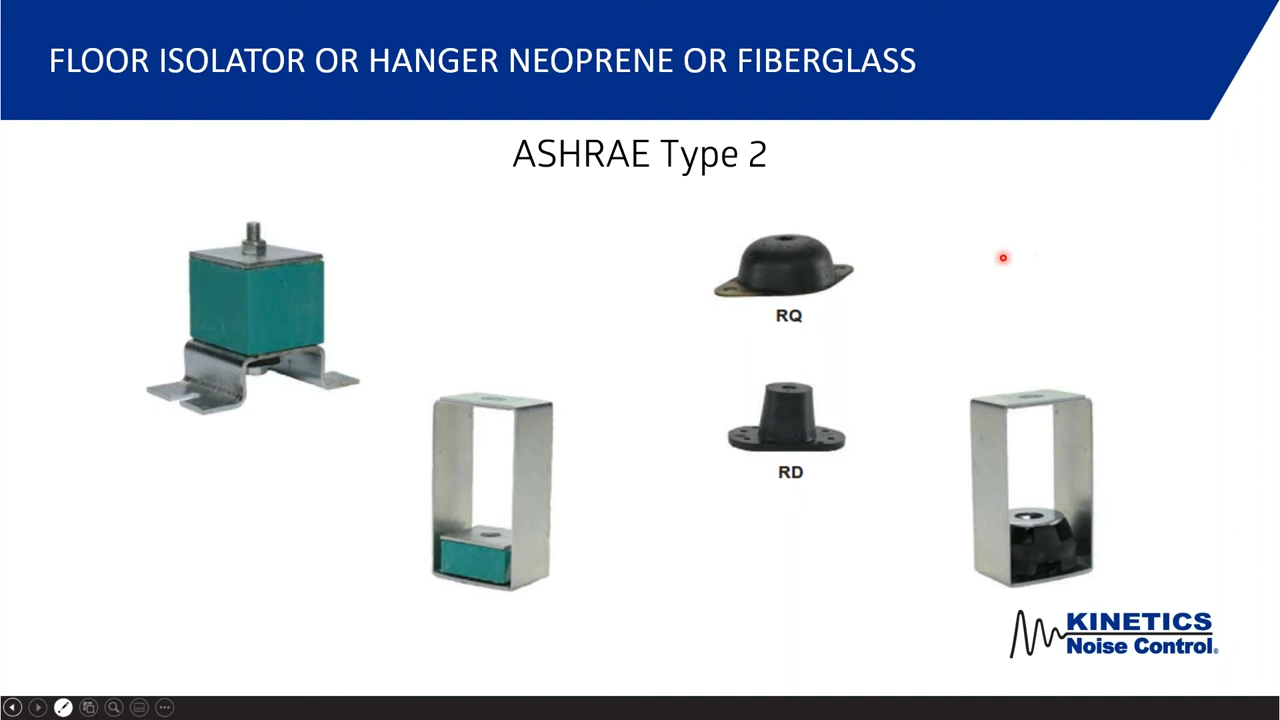 FLOOR ISOLATOR OR HANGER NEOPRENE OR FIBERGLASS
ASHRAE Type 2
RQ
RD
KINETICS
Noise Control®